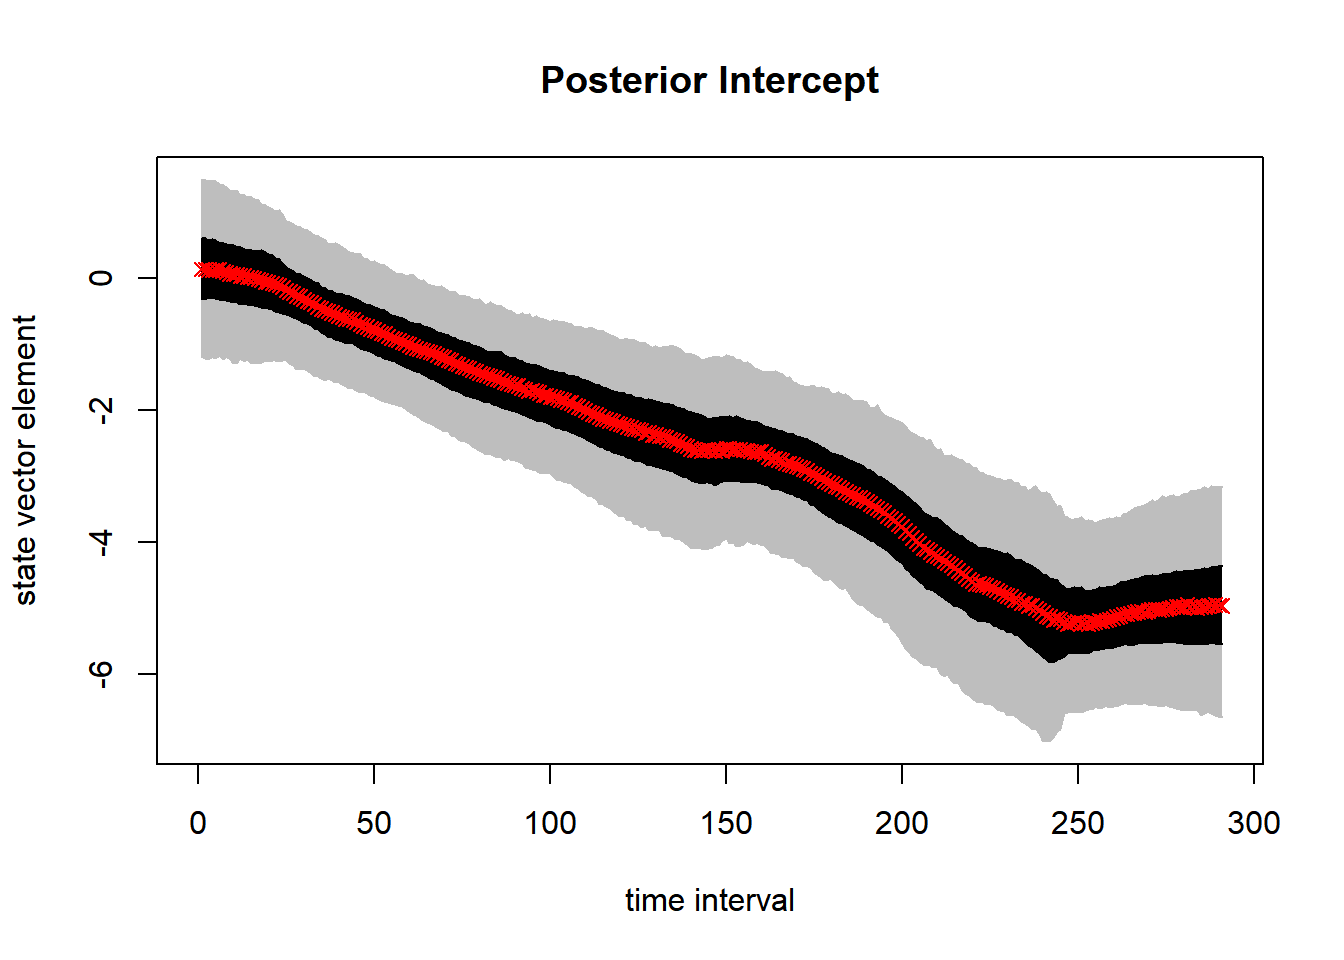 Posterior Intercept
state vector element
0
-2
-4
-6
0 50 100 150 200 250 300
time interval